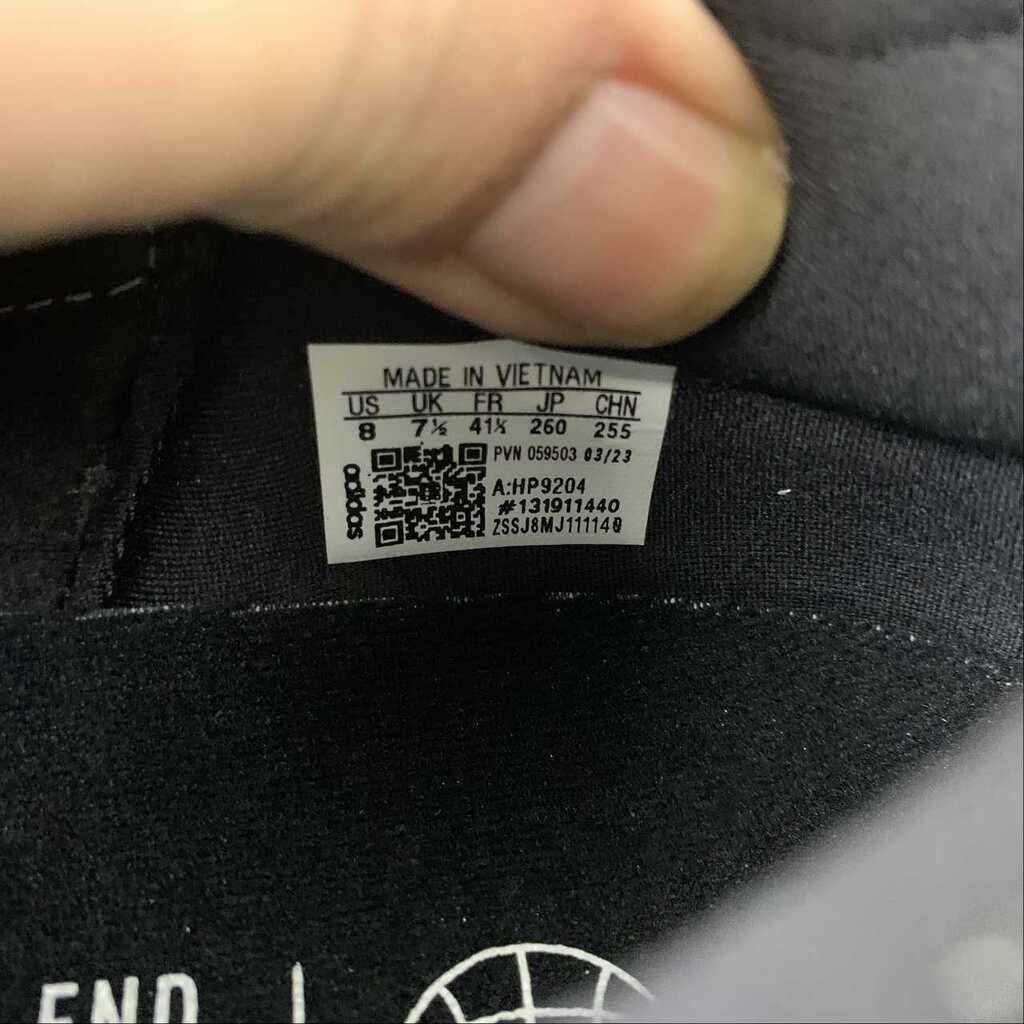 MADE IN VIETNAM
US UK FR JP CHN
8 7½ 41⅓ 260 255
PVN 059503 03/23
A:HP9204
#131911440
ZSSJ8MJ111140
adidas
END